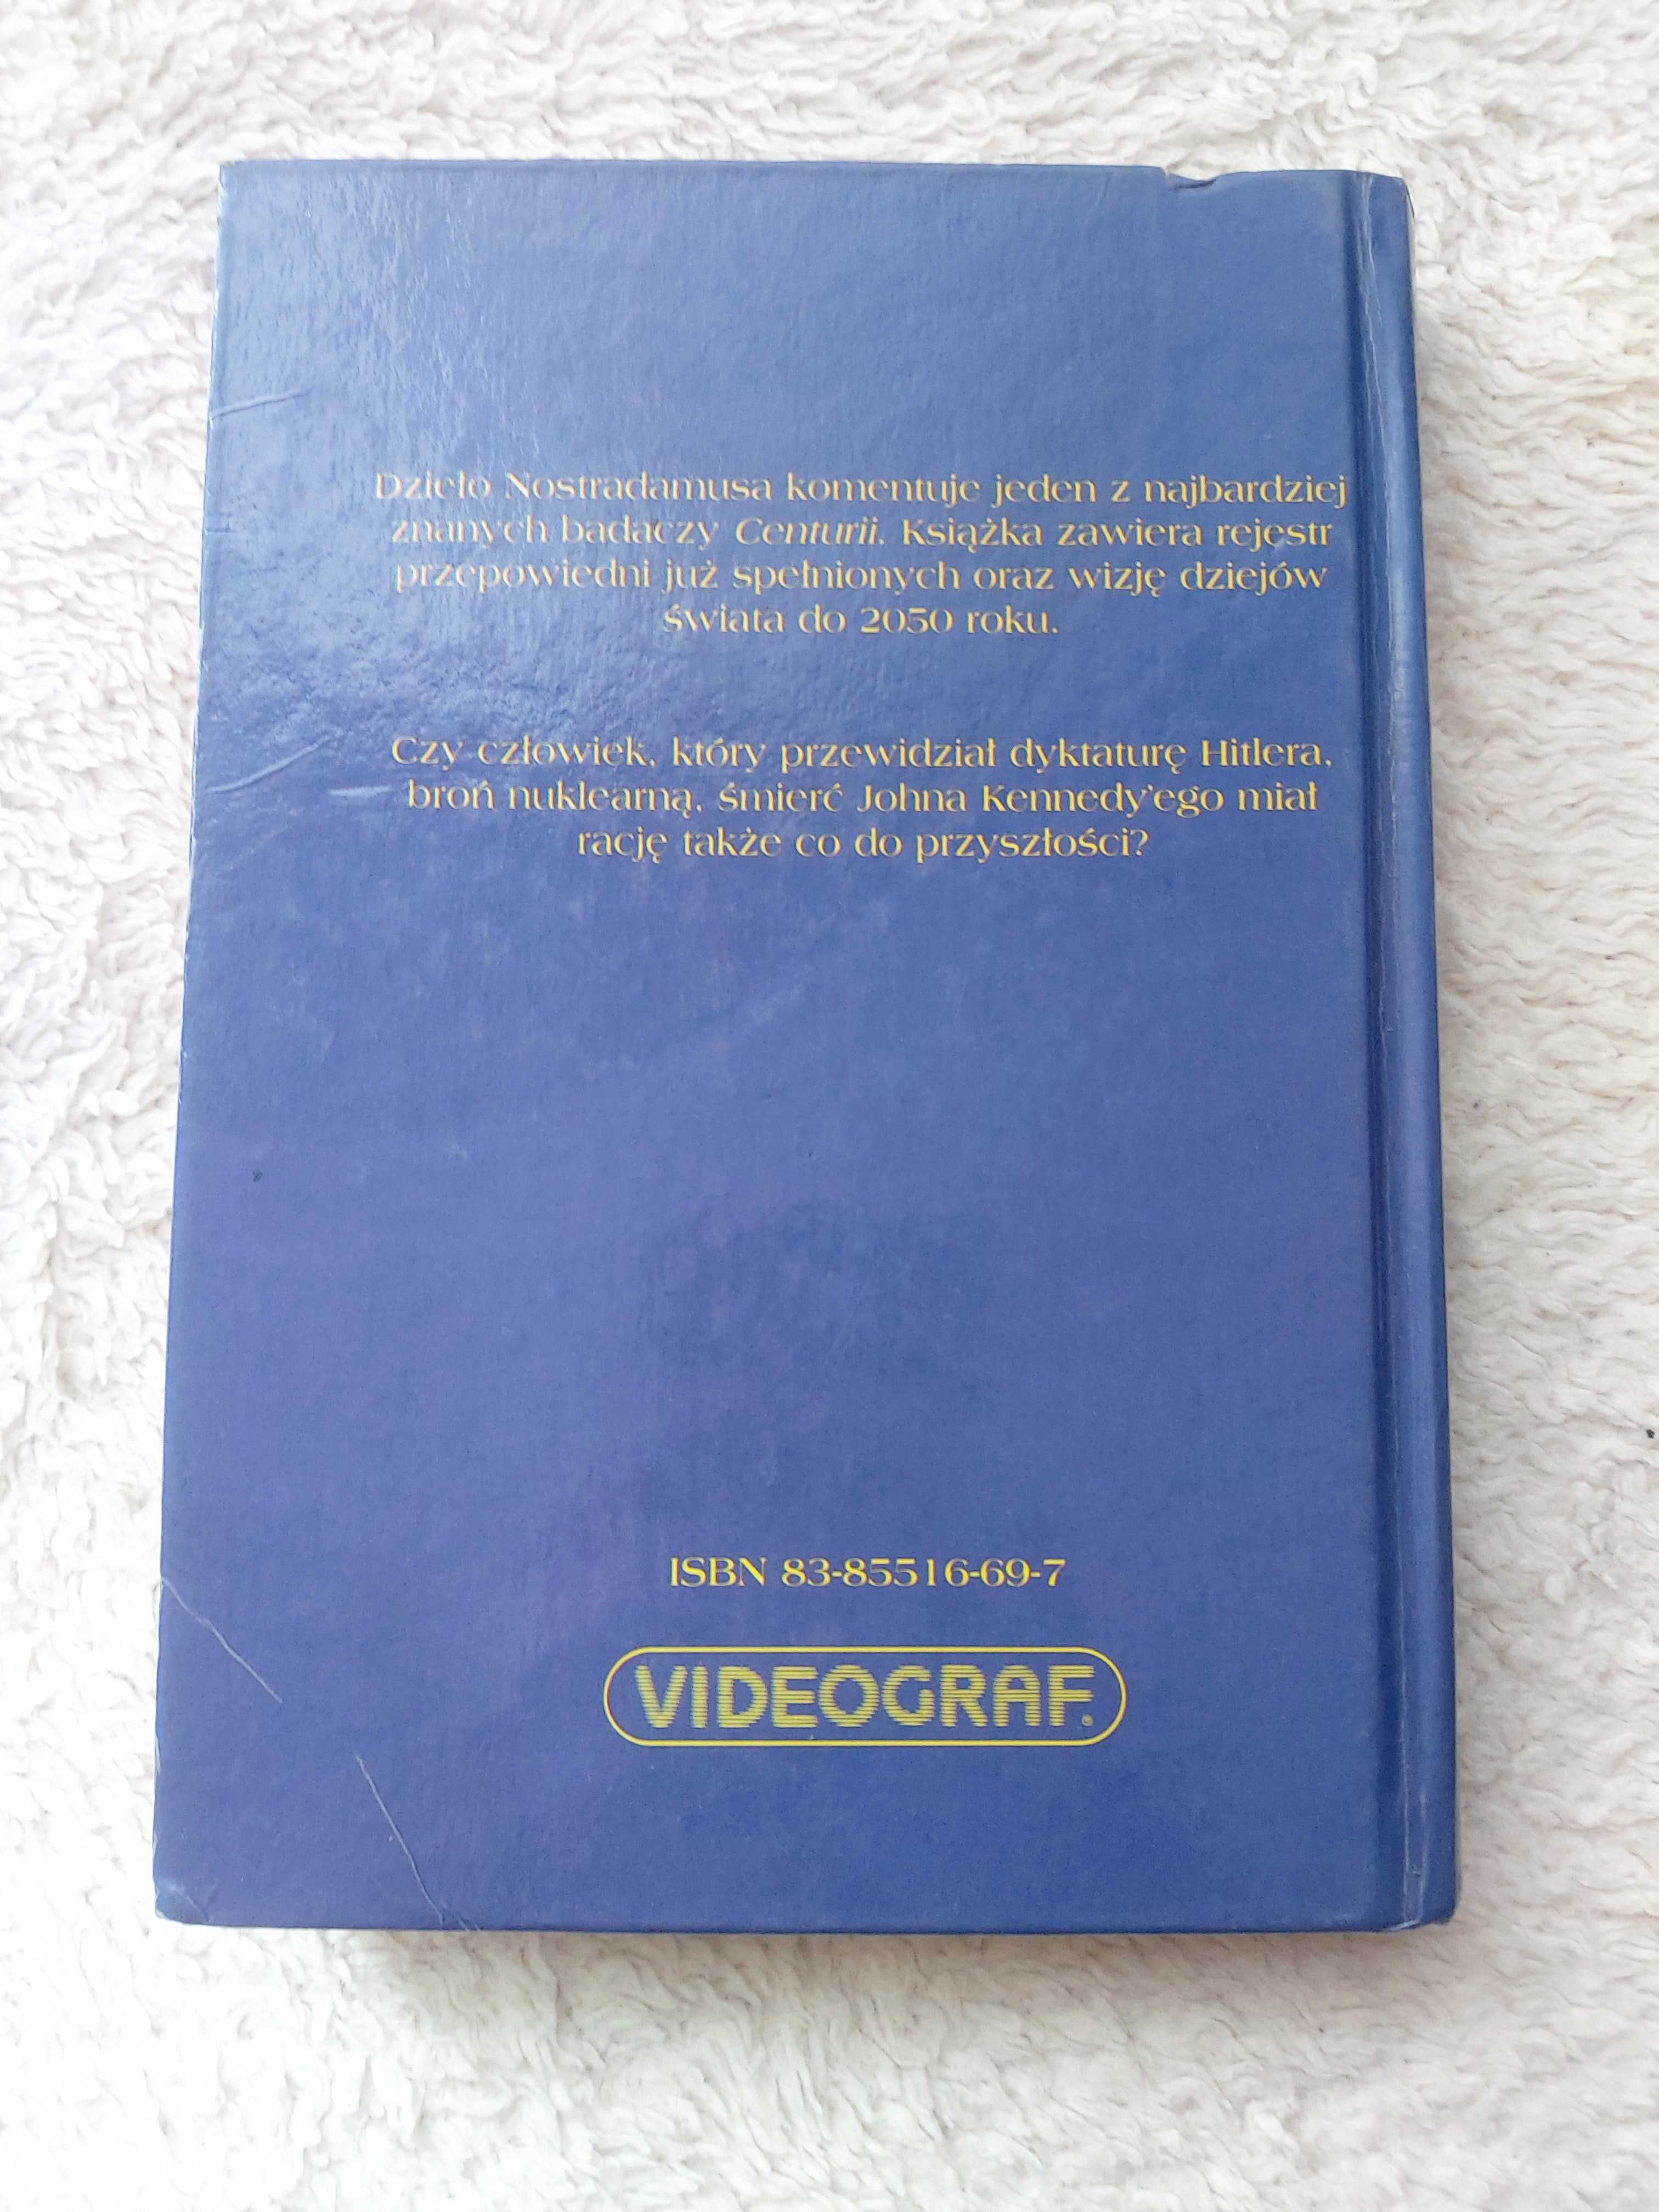 Dzieło Nostradamusa komentuje jeden z najbardziej
znanych badaczy Centurii. Książka zawiera rejestr
przepowiedni już spełnionych oraz wizję dziejów
świata do 2050 roku.
Czy człowiek, który przewidział dyktaturę Hitlera,
broń nuklearną, śmierć Johna Kennedy'ego miał
rację także co do przyszłości?
ISBN 83-85516-69-7
VIDEOGRAF®